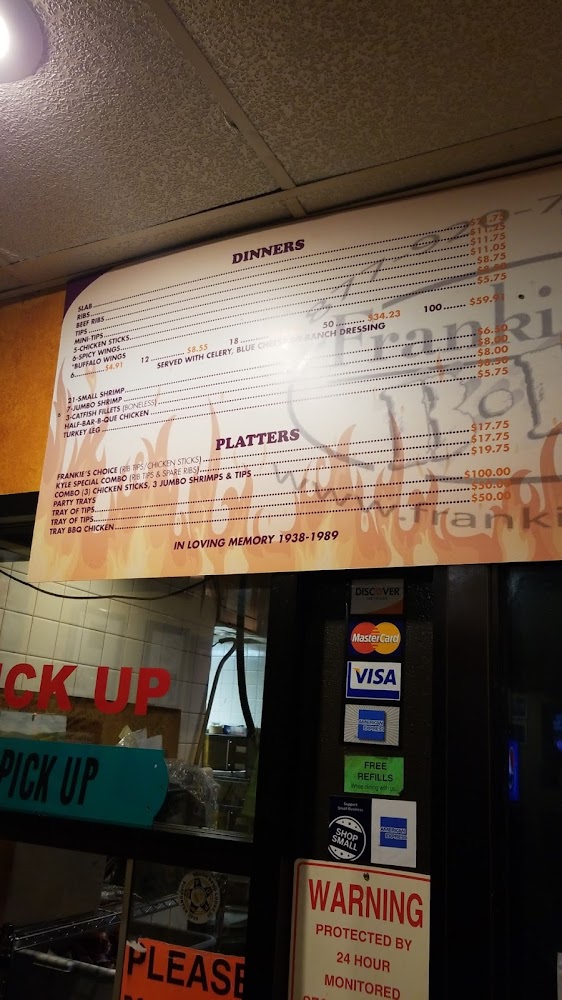 DINNERS
SLAB
RIBS
BEEF RIBS
TIPS
MINI-TIPS
5-CHICKEN STICKS
6-SPICY WINGS
*BUFFALO WINGS
$11.75
$11.05
$8.75
$5.75
6 $4.91 12 $8.55 18 50 $34.23 100 $59.91
SERVED WITH CELERY, BLUE CHEESE OR RANCH DRESSING
21-SMALL SHRIMP
7-JUMBO SHRIMP $8.00
3-CATFISH FILLETS (BONELESS) $8.00
HALF-BAR-B-QUE CHICKEN
TURKEY LEG $5.75
PLATTERS
FRANKIE'S CHOICE (RIB TIPS/CHICKEN STICKS) $17.75
KYLE SPECIAL COMBO (RIB TIPS & SPARE RIBS) $17.75
COMBO (3) CHICKEN STICKS, 3 JUMBO SHRIMPS & TIPS $19.75
PARTY TRAYS
TRAY OF TIPS $100.00
TRAY OF TIPS $50.00
TRAY BBQ CHICKEN $50.00
IN LOVING MEMORY 1938-1989
Franki
www.franki
DISCOVER
MasterCard
VISA
AMERICAN EXPRESS
FREE
REFILLS
SHOP
SMALL
AMERICAN EXPRESS
CK UP
PICK UP
PLEASE
WARNING
PROTECTED BY
24 HOUR
MONITORED